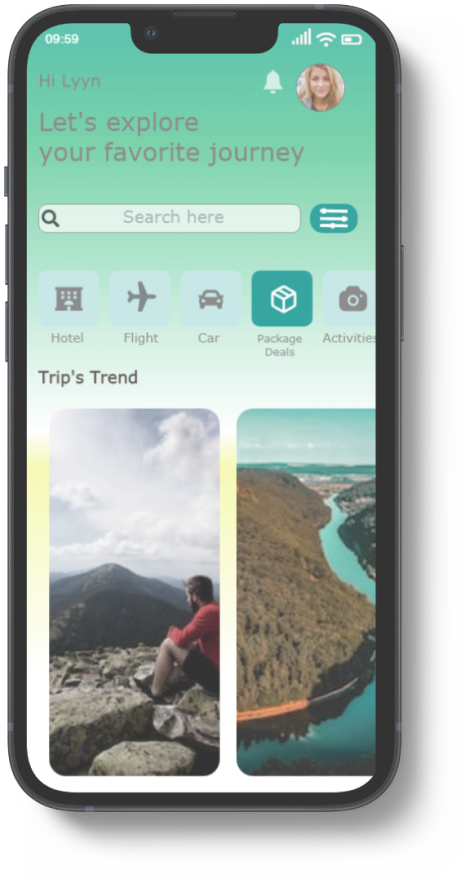 09:59
Hi Lyyn
Let's explore
your favorite journey
Search here
Hotel
Flight
Car
Package
Deals
Activities
Trip's Trend